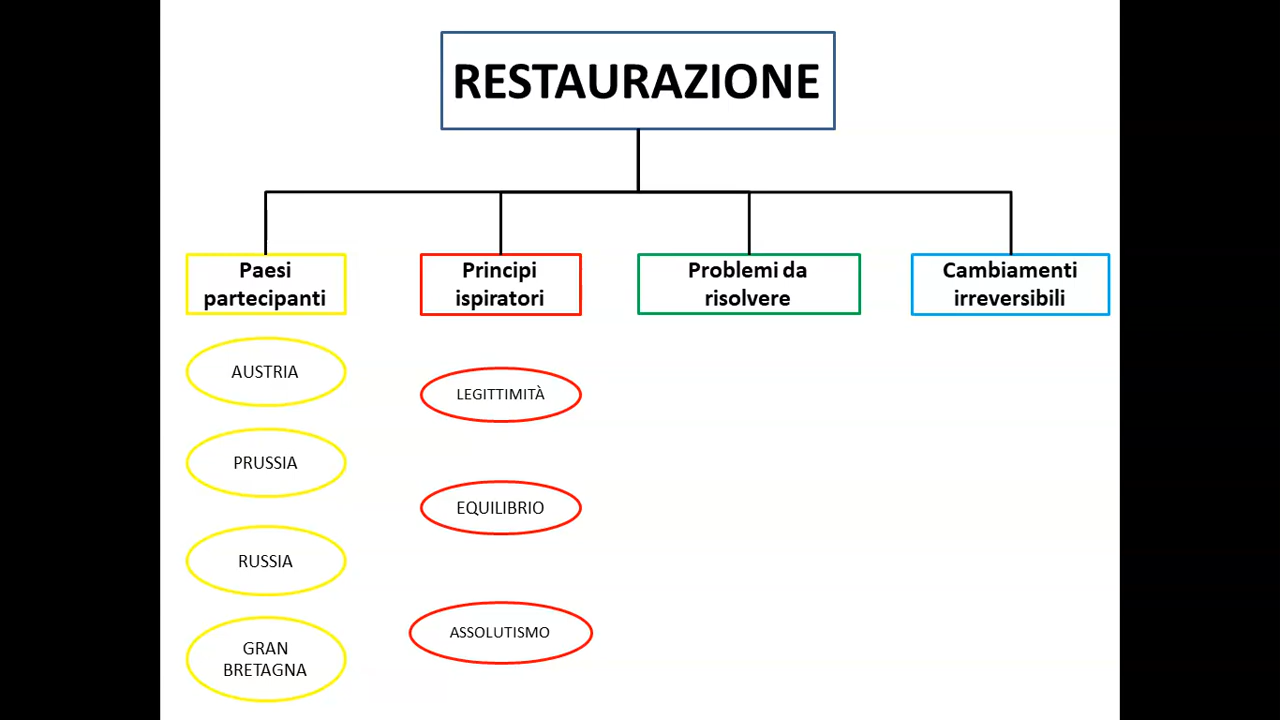 RESTAURAZIONE
Paesi
partecipanti
Principi
ispiratori
Problemi da
risolvere
Cambiamenti
irreversibili
AUSTRIA
PRUSSIA
RUSSIA
GRAN
BRETAGNA
LEGITTIMITÀ
EQUILIBRIO
ASSOLUTISMO